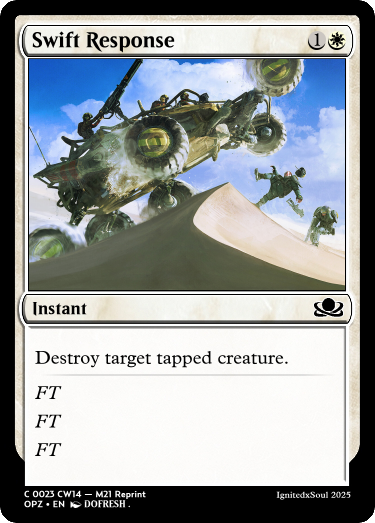 Swift Response 1
Instant
Destroy target tapped creature.
FT
FT
FT
C 0023 CW14 — M21 Reprint
OPZ • EN DOFRESH .
IgnitedxSoul 2025